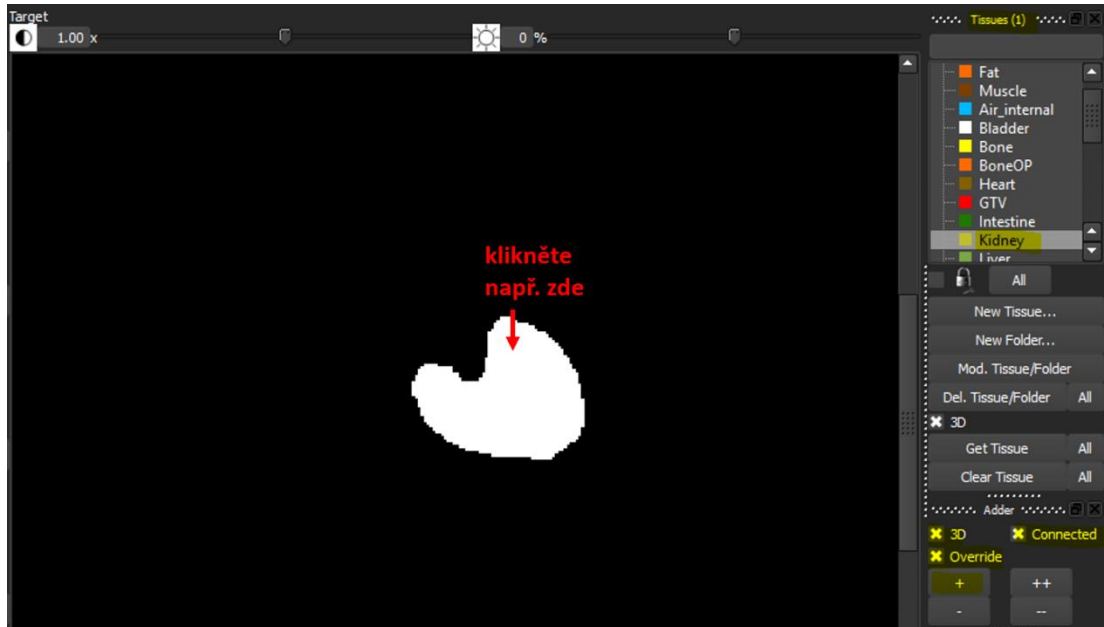 Target
1.00 x
0 %
Tissues (1)
Fat
Muscle
Air_internal
Bladder
Bone
BoneOP
Heart
GTV
Intestine
Kidney
Liver
All
New Tissue...
New Folder...
Mod. Tissue/Folder
Del. Tissue/Folder All
3D
Get Tissue All
Clear Tissue All
Adder
3D Connected
Override
+ ++
- --
klikněte
např. zde